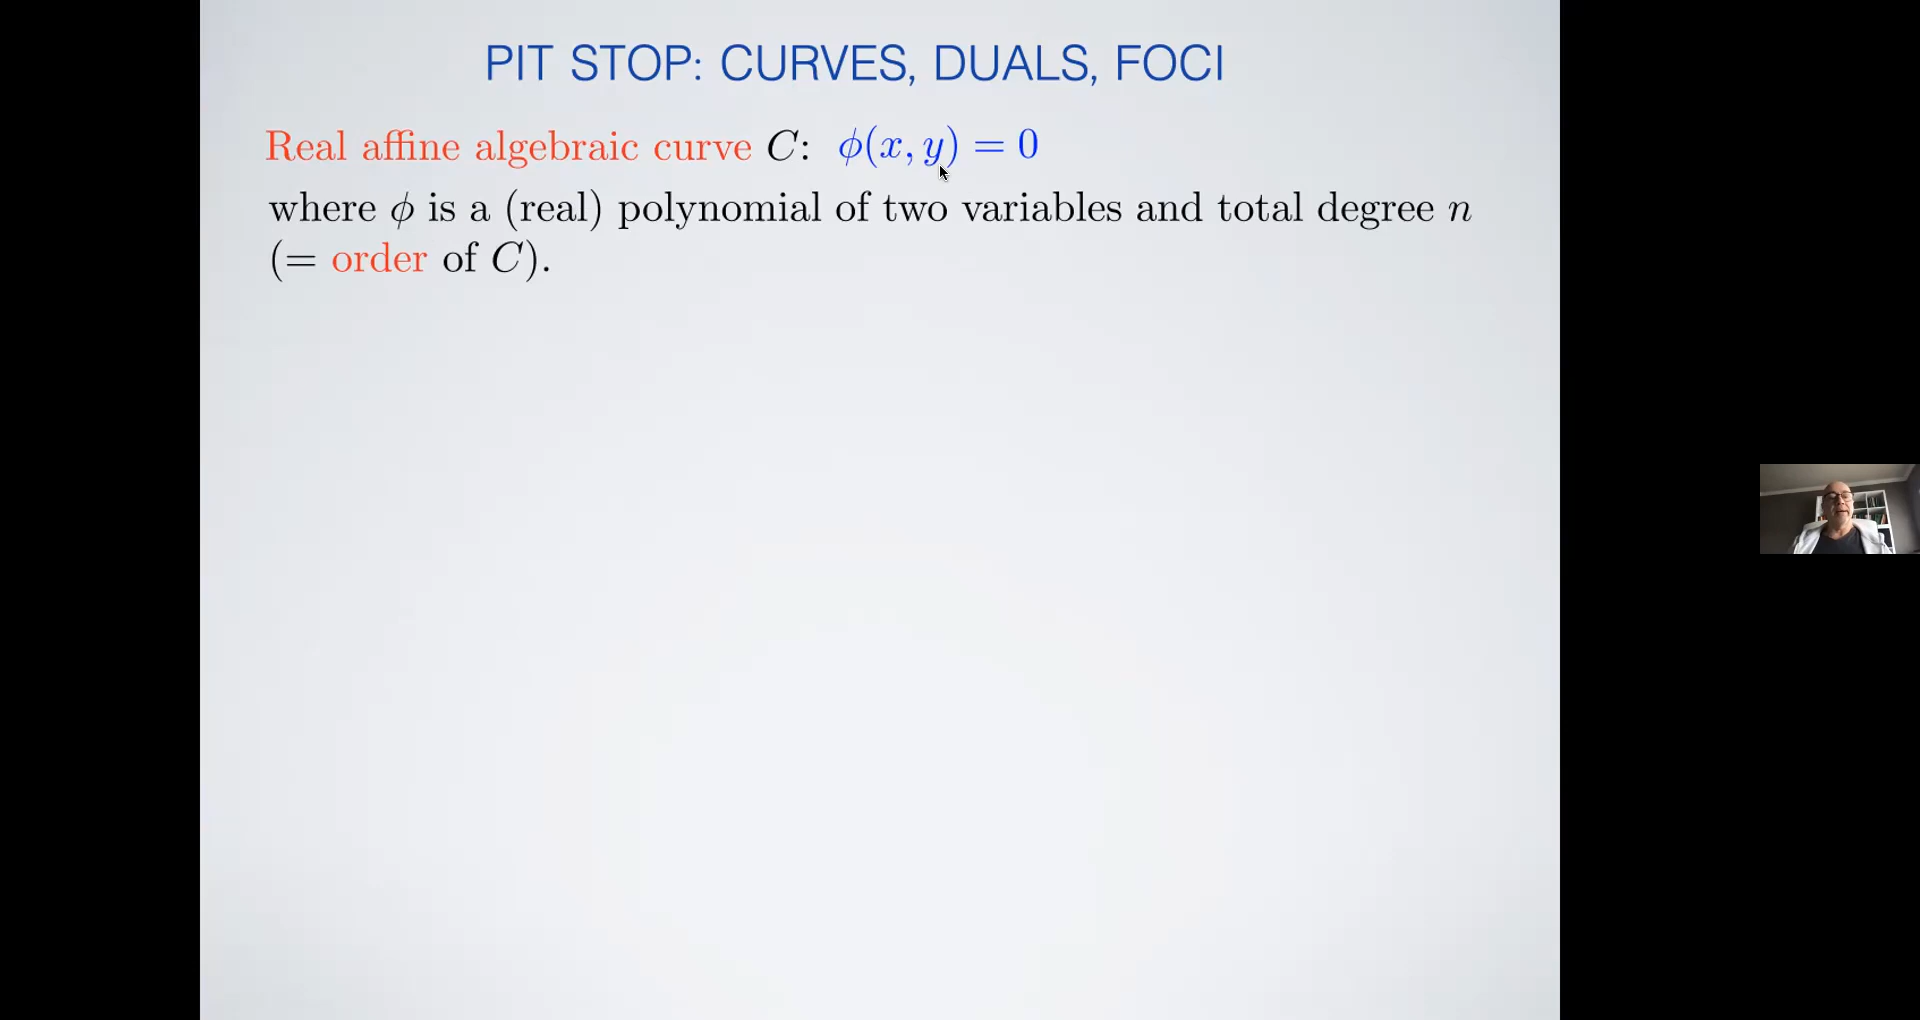 PIT STOP: CURVES, DUALS, FOCI
Real affine algebraic curve C: ϕ(x, y) = 0
where ϕ is a (real) polynomial of two variables and total degree n
(= order of C).